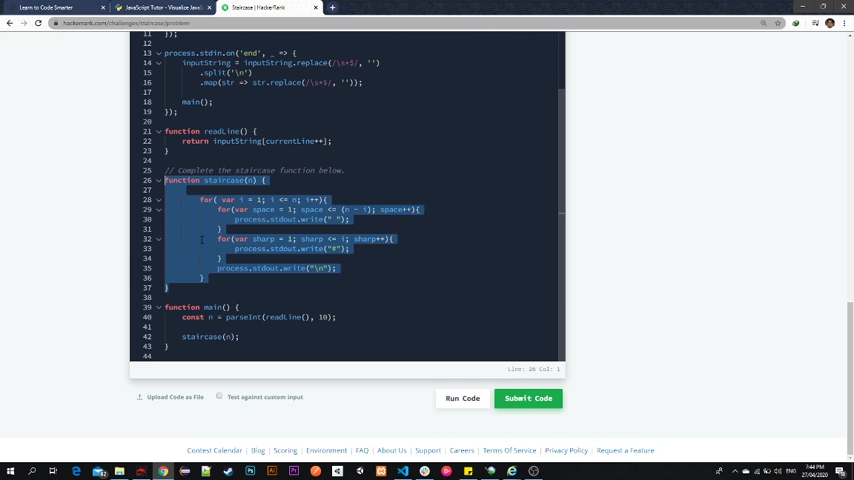 Learn to Code Smarter
JavaScript Tutor - Visualize JavaS
Staircase | HackerRank
hackerrank.com/challenges/staircase/problem
11 });
12
13 process.stdin.on('end', _ => {
14 inputString = inputString.replace(/\s*$/, '')
15 .split('\n')
16 .map(str => str.replace(/\s*$/, ''));
17
18 main();
19 });
20
21 function readLine() {
22 return inputString[currentLine++];
23 }
24
25 // Complete the staircase function below.
26 function staircase(n) {
27
28 for( var i = 1; i <= n; i++){
29 for(var space = 1; space <= (n - i); space++){
30 process.stdout.write(" ");
31 }
32 for(var sharp = 1; sharp <= i; sharp++){
33 process.stdout.write("#");
34 }
35 process.stdout.write("\n");
36 }
37 }
38
39 function main() {
40 const n = parseInt(readLine(), 10);
41
42 staircase(n);
43 }
44
Line: 26 Col: 1
Upload Code as File
Test against custom input
Run Code
Submit Code
Contest Calendar | Blog | Scoring | Environment | FAQ | About Us | Support | Careers | Terms Of Service | Privacy Policy | Request a Feature
ENG
7:44 PM
27/04/2020